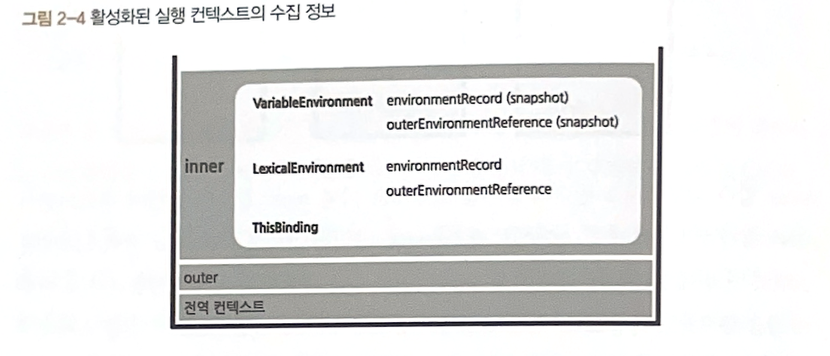 그림 2-4 활성화된 실행 컨텍스트의 수집 정보
VariableEnvironment environmentRecord (snapshot)
outerEnvironmentReference (snapshot)
inner LexicalEnvironment environmentRecord
outerEnvironmentReference
ThisBinding
outer
전역 컨텍스트